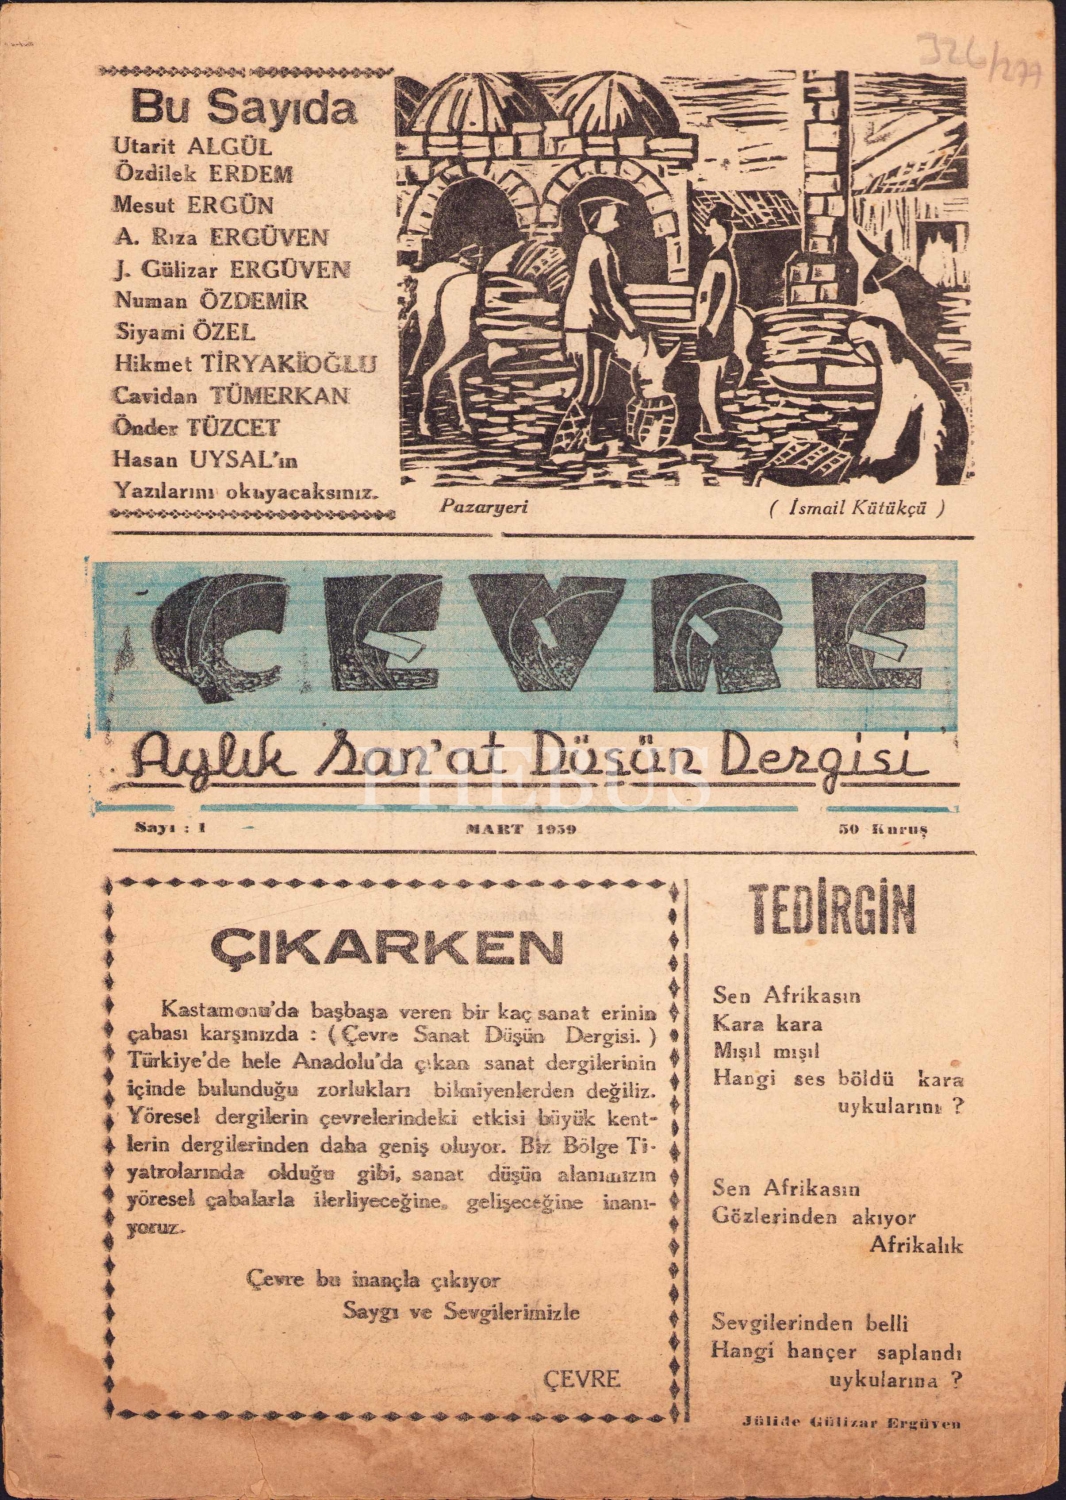 326/279
Bu Sayıda
Utarit ALGÜL
Özdilek ERDEM
Mesut ERGÜN
A. Rıza ERGÜVEN
J. Gülizar ERGÜVEN
Numan ÖZDEMİR
Siyami ÖZEL
Hikmet TİRYAKİOĞLU
Cavidan TÜMERKAN
Önder TÜZCET
Hasan UYSAL'ın
Yazılarını okuyacaksınız.
Pazaryeri
( İsmail Kütükçü )
ÇEVRE
Aylık San'at Düşün Dergisi
PHEBUS
Sayı : 1
MART 1959
50 Kuruş
ÇIKARKEN
Kastamonu'da başbaşa veren bir kaç sanat erinin
çabası karşınızda : ( Çevre Sanat Düşün Dergisi. )
Türkiye'de hele Anadolu'da çıkan sanat dergilerinin
içinde bulunduğu zorlukları bilmiyenlerden değiliz.
Yöresel dergilerin çevrelerindeki etkisi büyük kent-
lerin dergilerinden daha geniş oluyor. Biz Bölge Ti-
yatrolarında olduğu gibi, sanat düşün alanımızın
yöresel çabalarla ilerliyeceğine, gelişeceğine inanı-
yoruz.
Çevre bu inançla çıkıyor
Saygı ve Sevgilerimizle
ÇEVRE
TEDİRGİN
Sen Afrikasın
Kara kara
Mışıl mışıl
Hangi ses böldü kara
uykularını ?
Sen Afrikasın
Gözlerinden akıyor
Afrikalık
Sevgilerinden belli
Hangi hançer saplandı
uykularına ?
Jülide Gülizar Ergüven